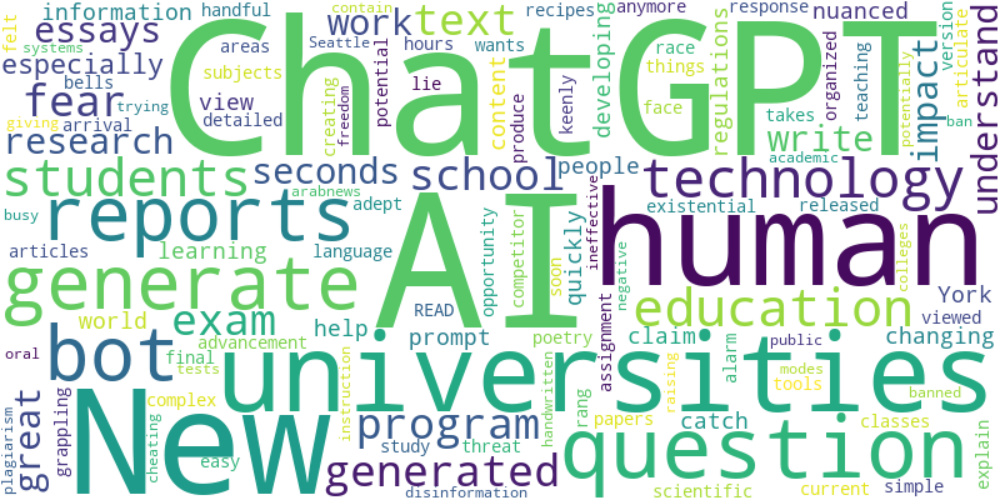 ChatGPT
AI
human
New
universities
question
reports
generate
bot
students
technology
education
school
generated
program
write
text
work
fear
essays
research
exam
great
impact
understand
especially
information
seconds
view
detailed
areas
subjects
handful
recipes
anymore
response
nuanced
version
articulate
contain
Seattle
hours
wants
felt
systems
bells
trying
giving
arrival
creating
freedom
potential
lie
content
produce
keenly
developing
race
things
face
regulations
takes
organized
teaching
potentially
ban
people
academic
arabnews
adept
busy
articles
learning
language
existential
released
ineffective
negative
colleges
opportunity
competitor
soon
quickly
READ
York
viewed
changing
world
advancement
help
prompt
poetry
claim
assignment
alarm
public
modes
tools
banned
oral
final
tests
complex
instruction
handwritten
rang
raising
papers
catch
classes
explain
plagiarism
grappling
cheating
easy
study
threat
disinformation
scientific
current
simple